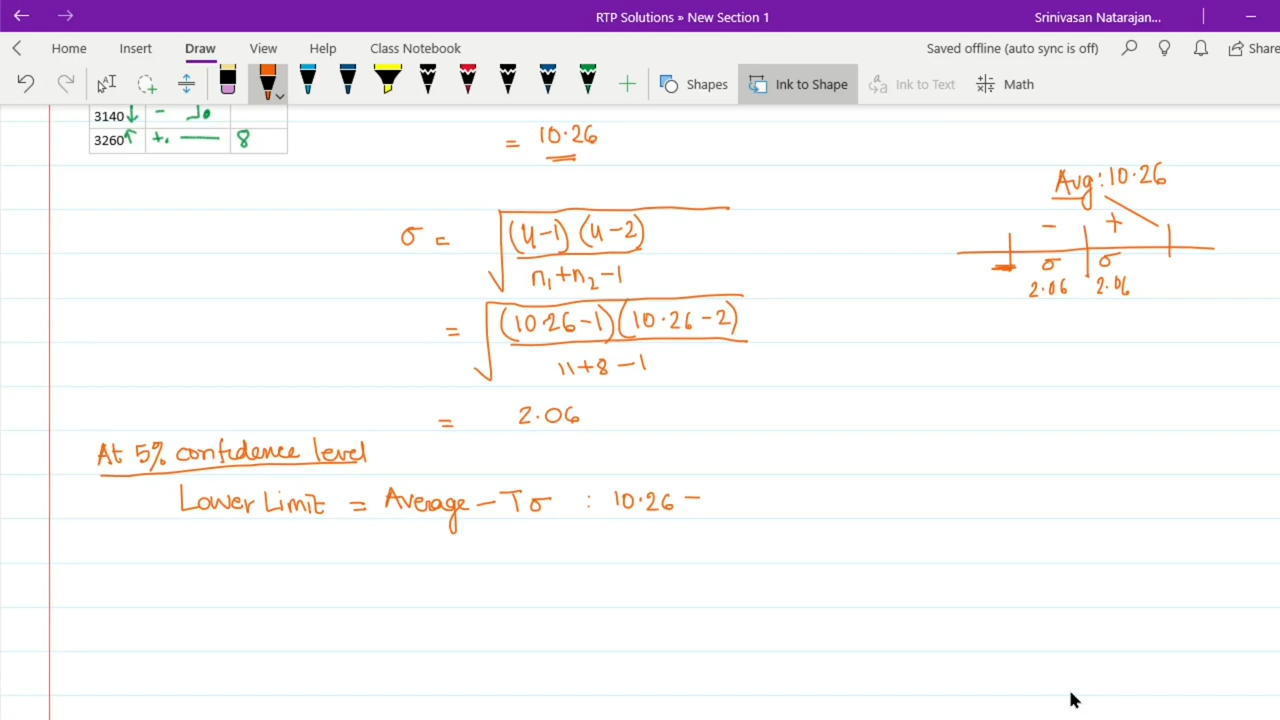 RTP Solutions » New Section 1
Srinivasan Natarajan...
Home Insert Draw View Help Class Notebook
Saved offline (auto sync is off)
Share
Shapes
Ink to Shape
Ink to Text
Math
3140↓ -
3260↑ +. 8
= 10.26
Avg: 10.26
- +
σ σ
2.06 2.06
σ = √(μ-1)(μ-2)
n₁+n₂-1
= √(10.26-1)(10.26-2)
11+8-1
= 2.06
At 5% confidence level
Lower Limit = Average - Tσ : 10.26 -